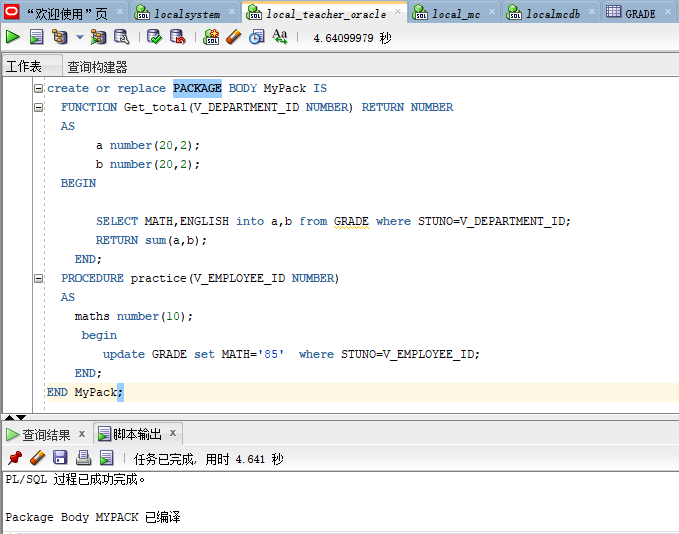 “欢迎使用”页 localsystem local_teacher_oracle local_mc localmcdb GRADE
4.64099979 秒
工作表 查询构建器
create or replace PACKAGE BODY MyPack IS
FUNCTION Get_total(V_DEPARTMENT_ID NUMBER) RETURN NUMBER
AS
a number(20,2);
b number(20,2);
BEGIN
SELECT MATH,ENGLISH into a,b from GRADE where STUNO=V_DEPARTMENT_ID;
RETURN sum(a,b);
END;
PROCEDURE practice(V_EMPLOYEE_ID NUMBER)
AS
maths number(10);
begin
update GRADE set MATH='85' where STUNO=V_EMPLOYEE_ID;
END;
END MyPack;
查询结果 x 脚本输出 x
任务已完成, 用时 4.641 秒
PL/SQL 过程已成功完成。
Package Body MYPACK 已编译